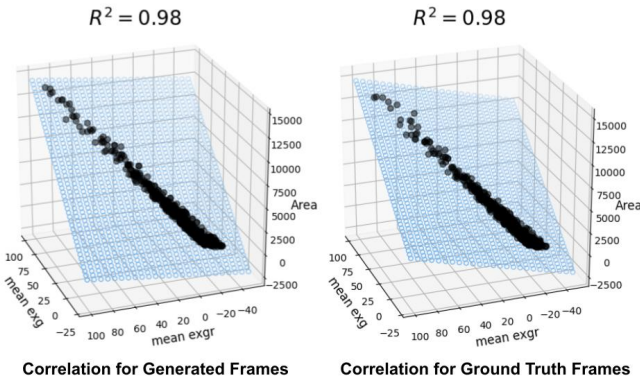 R² = 0.98
15000
12500
10000
7500
Area
5000
2500
0
−2500
100
75
50
25
0
−25
mean exg
100 80 60 40 20 0 −20 −40
mean exgr
Correlation for Generated Frames
R² = 0.98
15000
12500
10000
7500
Area
5000
2500
0
−2500
100
75
50
25
0
−25
mean exg
100 80 60 40 20 0 −20 −40
mean exgr
Correlation for Ground Truth Frames